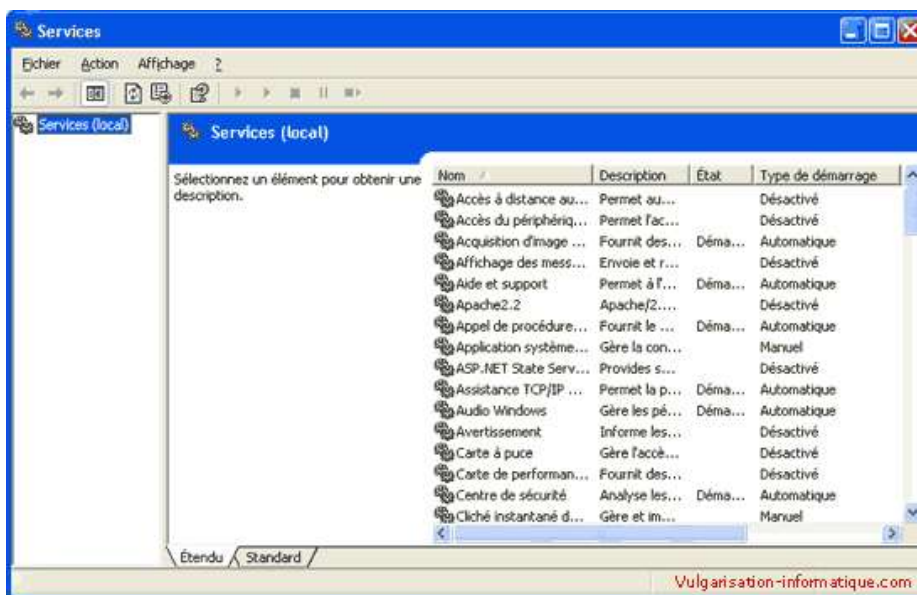 Services
Fichier Action Affichage ?
Services (local)
Services (local)
Sélectionnez un élément pour obtenir une
description.
Nom Description État Type de démarrage
Accès à distance au... Permet au... Désactivé
Accès du périphériq... Permet l'ac... Désactivé
Acquisition d'image ... Fournit des... Déma... Automatique
Affichage des mess... Envoie et r... Désactivé
Aide et support Permet à l'... Déma... Automatique
Apache2.2 Apache/2.... Désactivé
Appel de procédure... Fournit le ... Déma... Automatique
Application système... Gère la con... Manuel
ASP.NET State Serv... Provides s... Désactivé
Assistance TCP/IP ... Permet la p... Déma... Automatique
Audio Windows Gère les pé... Déma... Automatique
Avertissement Informe les... Désactivé
Carte à puce Gère l'accè... Désactivé
Carte de performan... Fournit des... Désactivé
Centre de sécurité Analyse les... Déma... Automatique
Cliché instantané d... Gère et im... Manuel
Étendu Standard
Vulgarisation-informatique.com